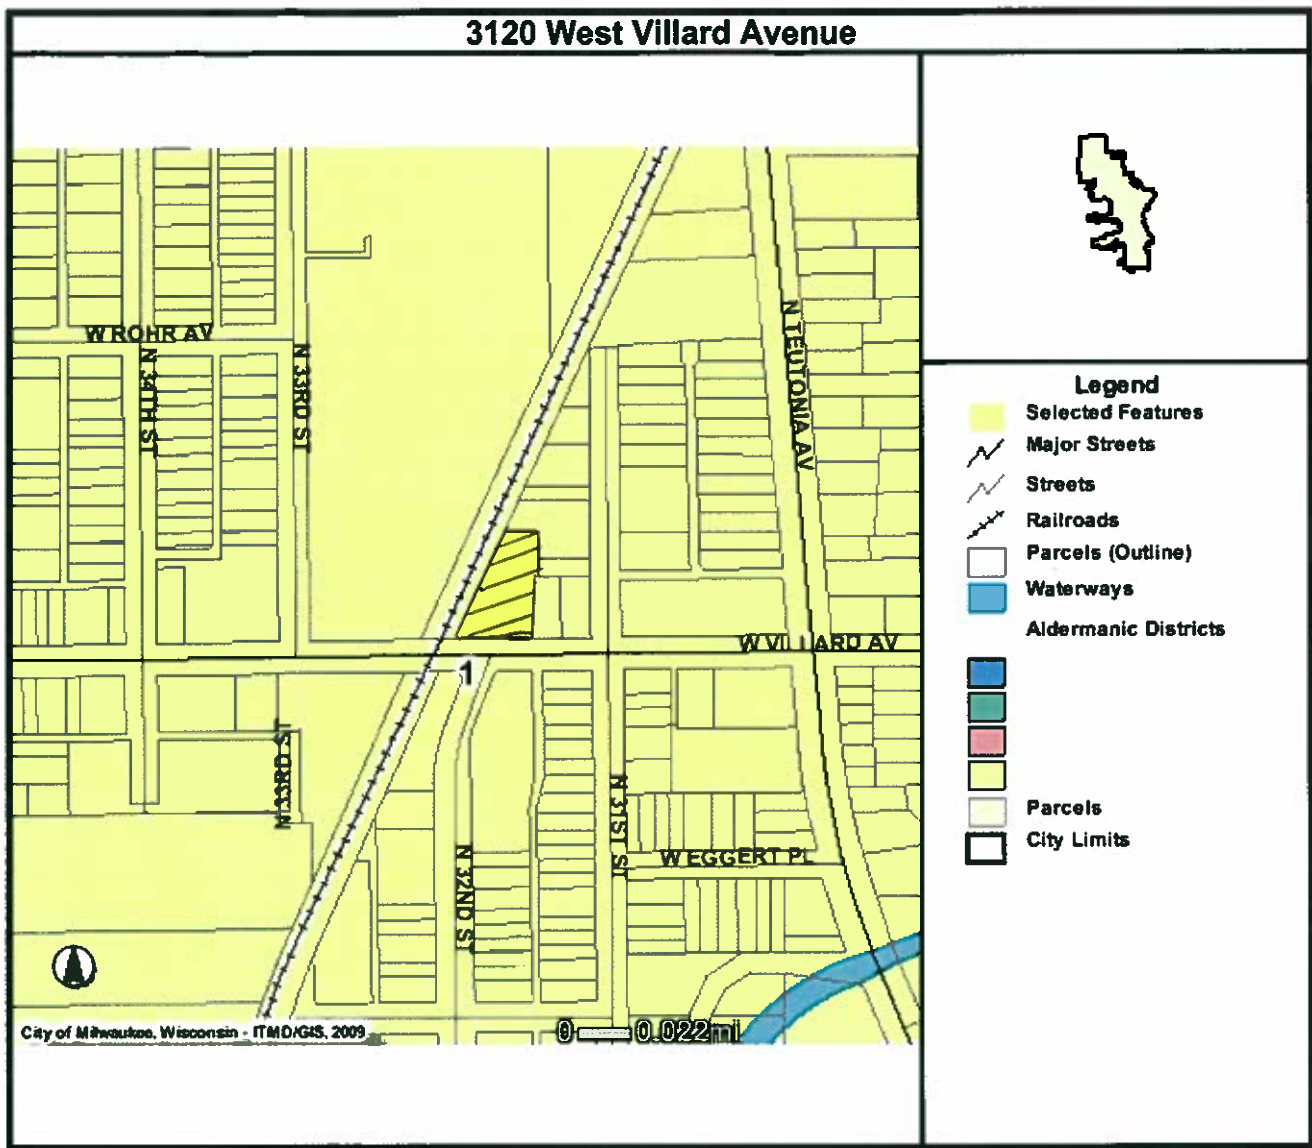 3120 West Villard Avenue
W ROHR AV
N 34TH ST
N 33RD ST
N TEUTONIA AV
W VILLARD AV
1
N 33RD ST
N 32ND ST
N 31ST ST
W EGGERT PL
City of Milwaukee, Wisconsin - ITMD/GIS, 2009
0 0.022mi
Legend
Selected Features
Major Streets
Streets
Railroads
Parcels (Outline)
Waterways
Aldermanic Districts
Parcels
City Limits